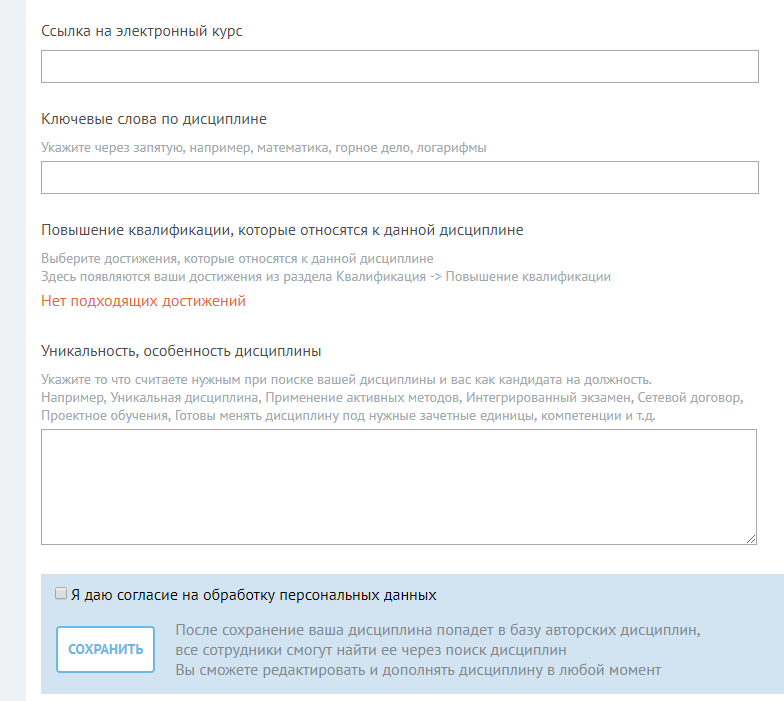 Ссылка на электронный курс
Ключевые слова по дисциплине
Укажите через запятую, например, математика, горное дело, логарифмы
Повышение квалификации, которые относятся к данной дисциплине
Выберите достижения, которые относятся к данной дисциплине
Здесь появляются ваши достижения из раздела Квалификация -> Повышение квалификации
Нет подходящих достижений
Уникальность, особенность дисциплины
Укажите то что считаете нужным при поиске вашей дисциплины и вас как кандидата на должность.
Например, Уникальная дисциплина, Применение активных методов, Интегрированный экзамен, Сетевой договор,
Проектное обучения, Готовы менять дисциплину под нужные зачетные единицы, компетенции и т.д.
Я даю согласие на обработку персональных данных
СОХРАНИТЬ
После сохранение ваша дисциплина попадет в базу авторских дисциплин,
все сотрудники смогут найти ее через поиск дисциплин
Вы сможете редактировать и дополнять дисциплину в любой момент